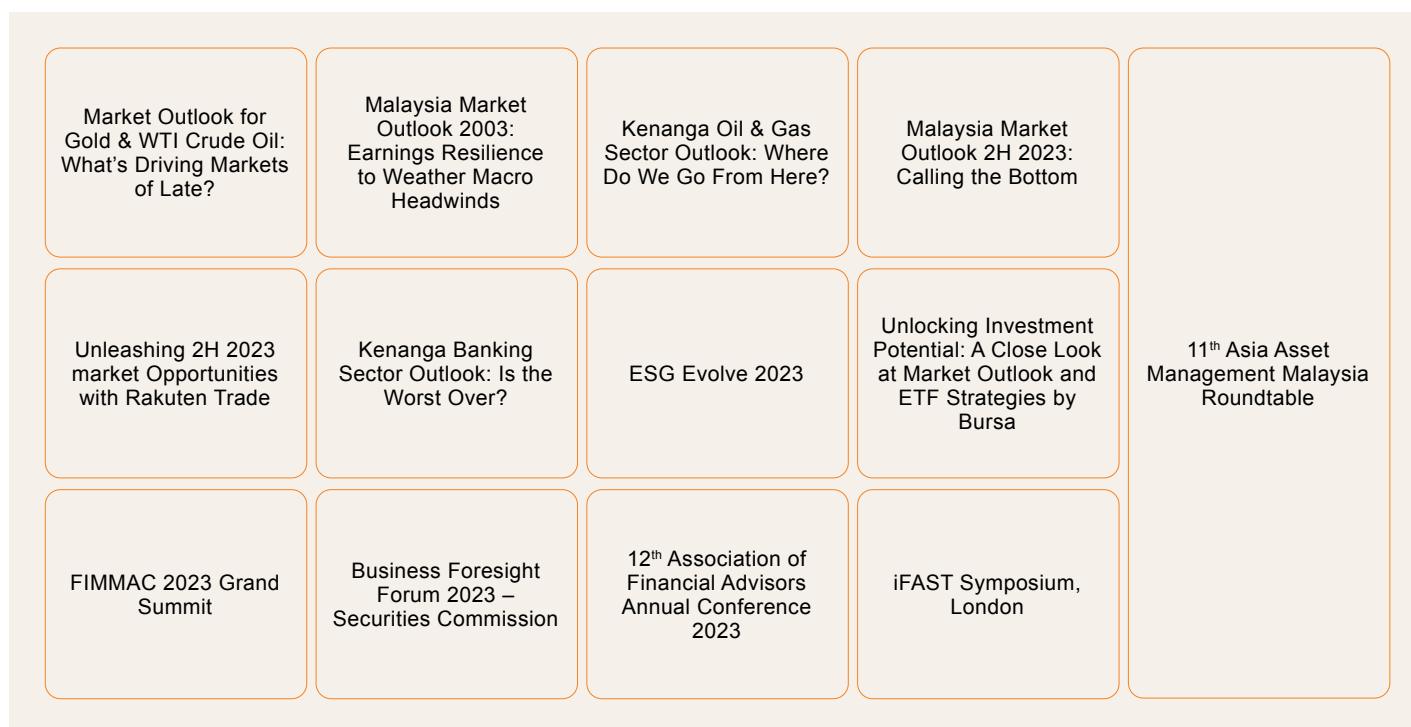 Market Outlook for
Gold & WTI Crude Oil:
What’s Driving Markets
of Late?
Malaysia Market
Outlook 2003:
Earnings Resilience
to Weather Macro
Headwinds
Kenanga Oil & Gas
Sector Outlook: Where
Do We Go From Here?
Malaysia Market
Outlook 2H 2023:
Calling the Bottom
Unleashing 2H 2023
market Opportunities
with Rakuten Trade
Kenanga Banking
Sector Outlook: Is the
Worst Over?
ESG Evolve 2023
Unlocking Investment
Potential: A Close Look
at Market Outlook and
ETF Strategies by
Bursa
11th Asia Asset
Management Malaysia
Roundtable
FIMMAC 2023 Grand
Summit
Business Foresight
Forum 2023 –
Securities Commission
12th Association of
Financial Advisors
Annual Conference
2023
iFAST Symposium,
London